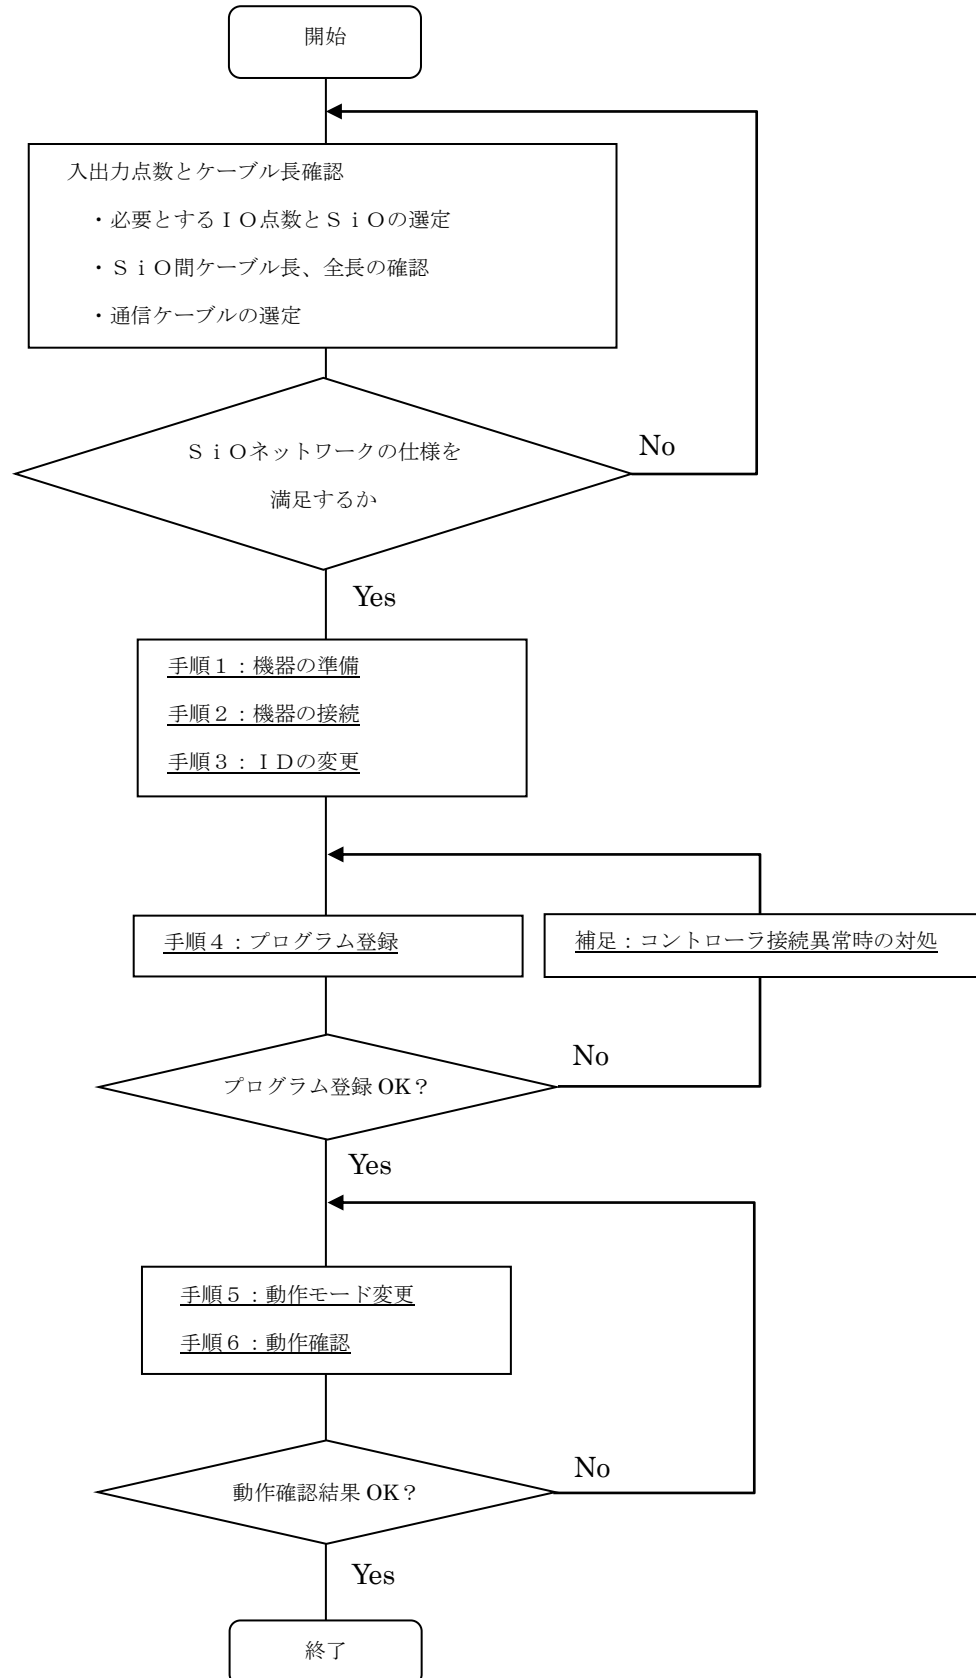 開始
入出力点数とケーブル長確認
・必要とするＩＯ点数とＳｉＯの選定
・ＳｉＯ間ケーブル長、全長の確認
・通信ケーブルの選定
ＳｉＯネットワークの仕様を
満足するか
No
Yes
手順１：機器の準備
手順２：機器の接続
手順３：ＩＤの変更
手順４：プログラム登録
補足：コントローラ接続異常時の対処
プログラム登録 OK？
No
Yes
手順５：動作モード変更
手順６：動作確認
動作確認結果 OK？
No
Yes
終了